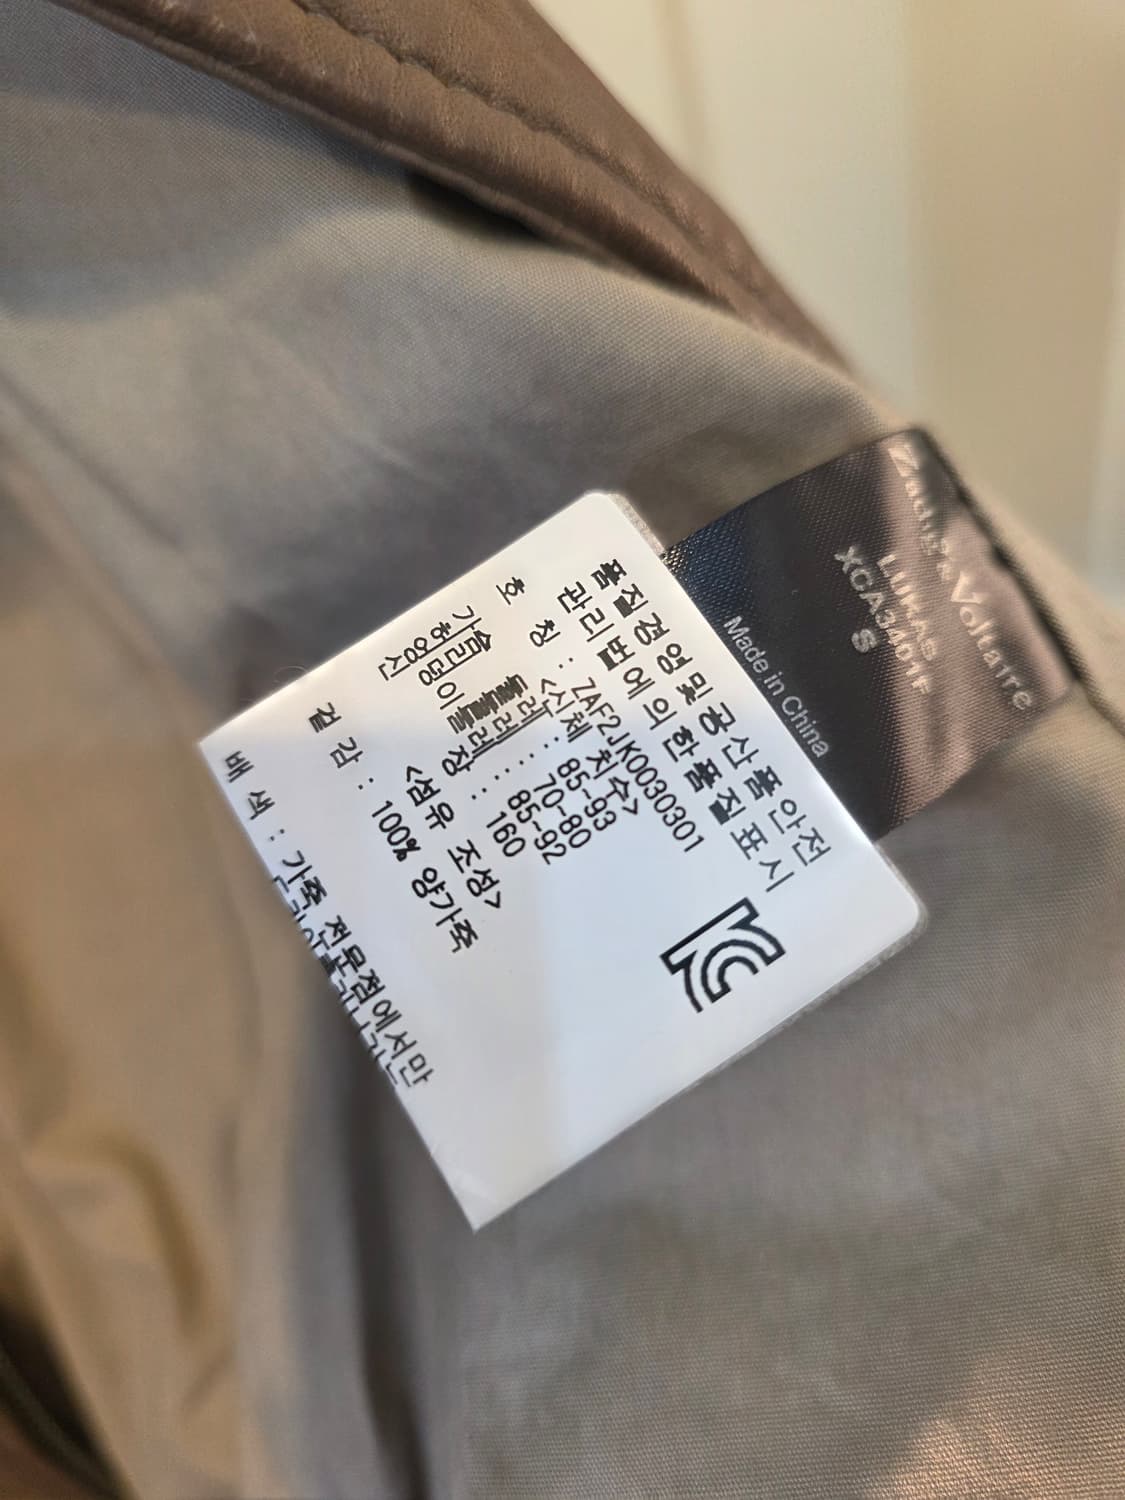 Zadig&Voltaire
LUKAS
XCA3401F
S
Made in China
품질경영및공산품안전
관리법에의한품질표시
호 칭 : ZAF2JK0030301
<신체 치수>
가슴둘레 : 85-93
허리둘레 : 70-80
엉덩이둘레 : 85-92
신 장 : 160
<섬유 조성>
겉 감 : 100% 양가죽
배 색 : 가죽 전문점에서만